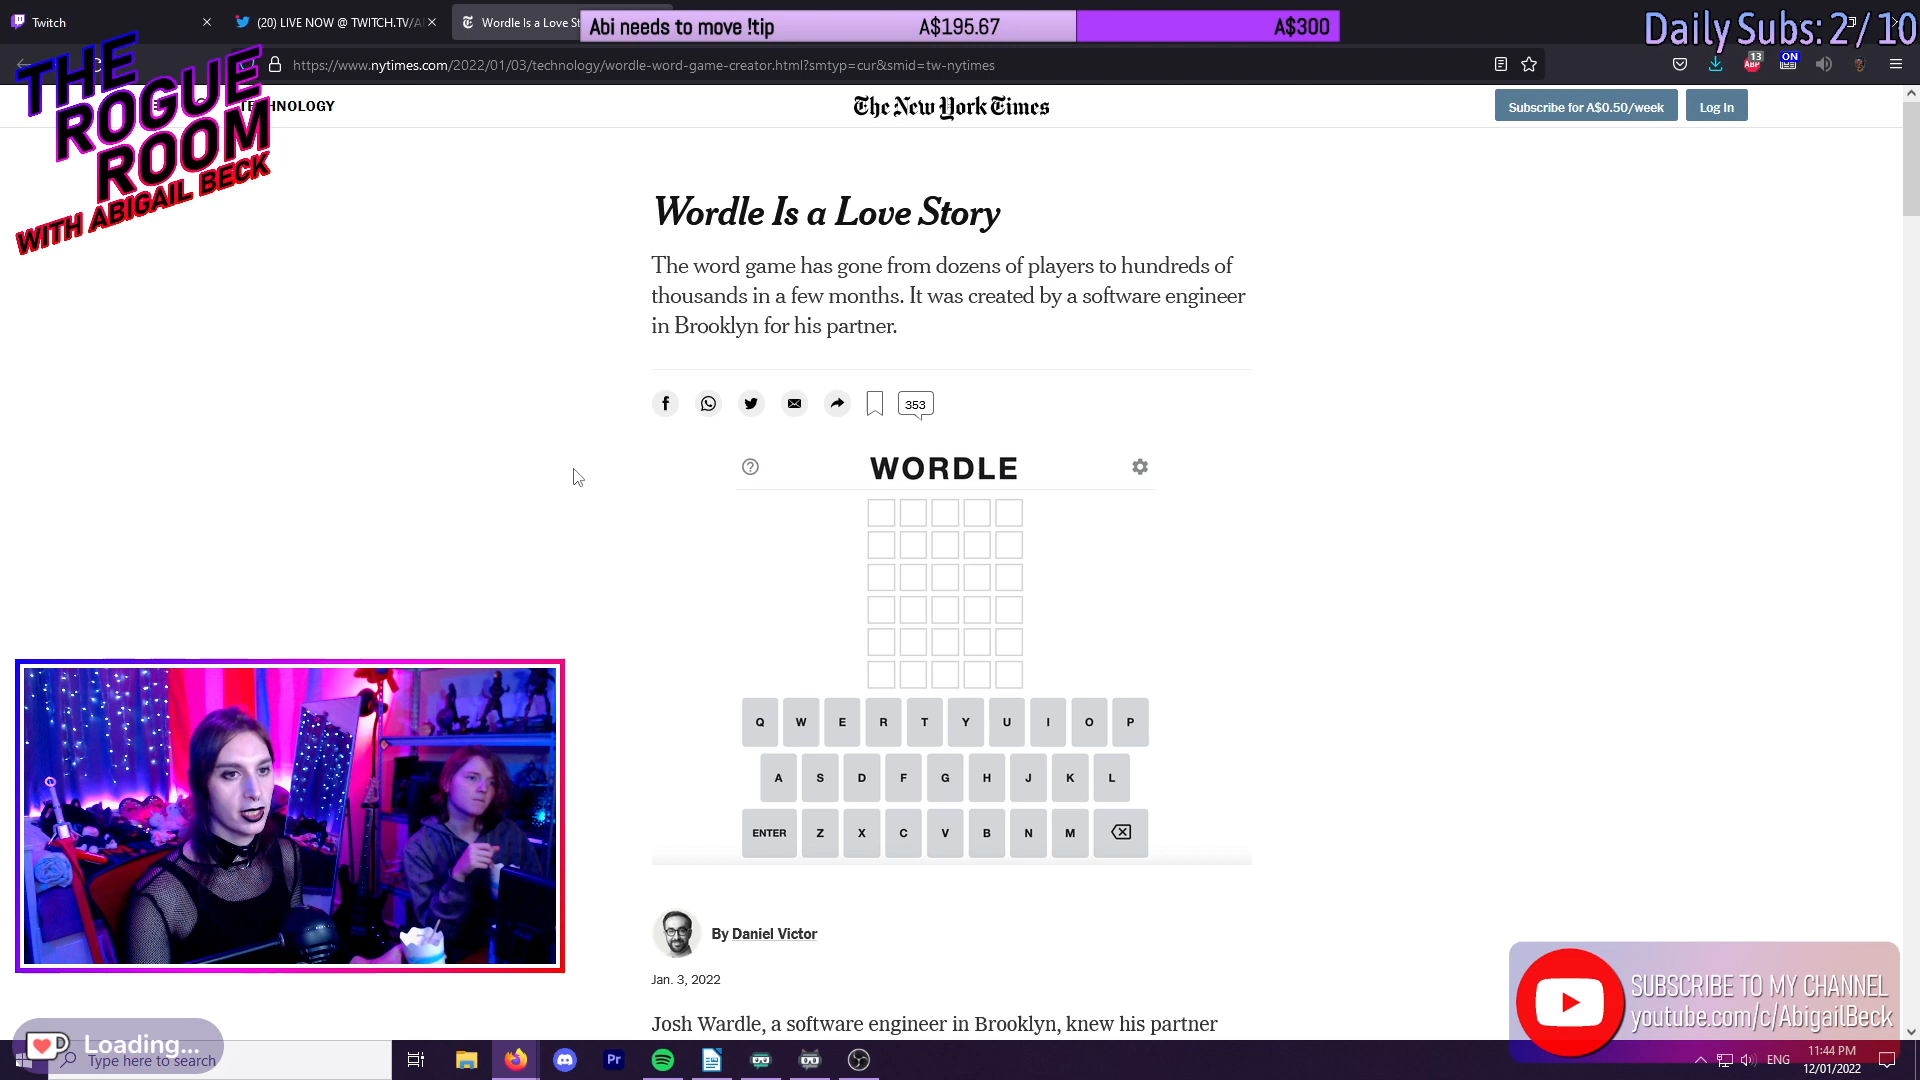 Twitch
(20) LIVE NOW @ TWITCH.TV/A
Wordle Is a Love St
Abi needs to move !tip
A$195.67
A$300
Daily Subs: 2/10
https://www.nytimes.com/2022/01/03/technology/wordle-word-game-creator.html?smtyp=cur&smid=tw-nytimes
13
ABP
ON
THE
ROGUE
ROOM
WITH ABIGAIL BECK
The New York Times
Subscribe for A$0.50/week
Log In
Wordle Is a Love Story
The word game has gone from dozens of players to hundreds of
thousands in a few months. It was created by a software engineer
in Brooklyn for his partner.
353
WORDLE
Q W E R T Y U I O P
A S D F G H J K L
ENTER Z X C V B N M
By Daniel Victor
Jan. 3, 2022
Josh Wardle, a software engineer in Brooklyn, knew his partner
SUBSCRIBE TO MY CHANNEL
youtube.com/c/AbigailBeck
Loading...
Type here to search
Pr
ENG
11:44 PM
12/01/2022